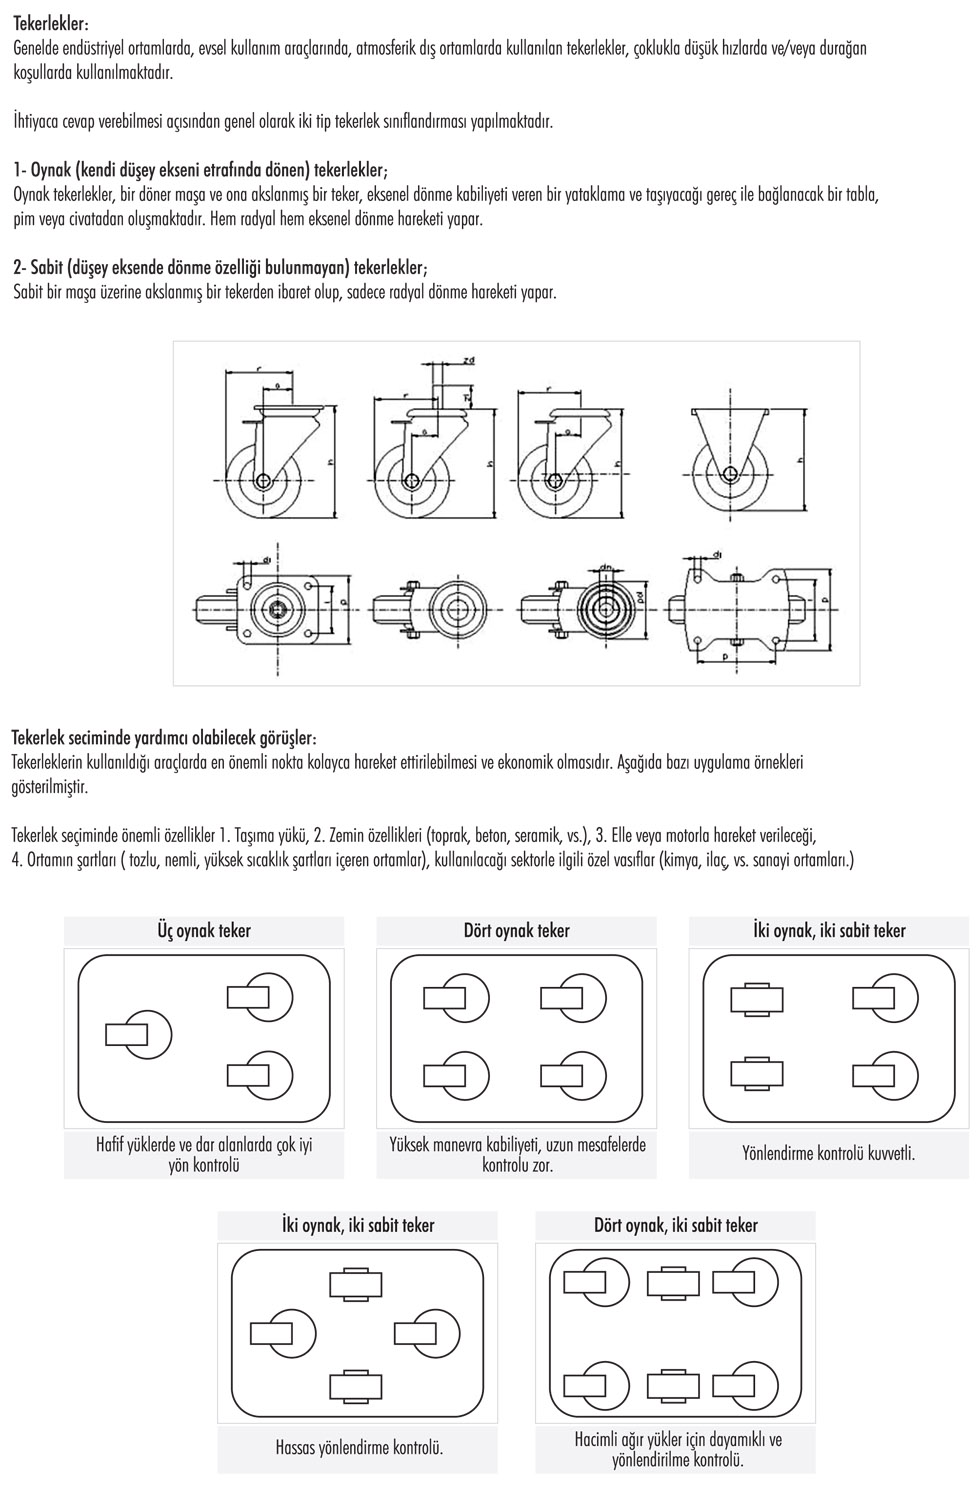 Tekerlekler:
Genelde endüstriyel ortamlarda, evsel kullanım araçlarında, atmosferik dış ortamlarda kullanılan tekerlekler, çoklukla düşük hızlarda ve/veya durağan
koşullarda kullanılmaktadır.
İhtiyaca cevap verebilmesi açısından genel olarak iki tip tekerlek sınıflandırması yapılmaktadır.
1- Oynak (kendi düşey ekseni etrafında dönen) tekerlekler;
Oynak tekerlekler, bir döner maşa ve ona akslanmış bir teker, eksenel dönme kabiliyeti veren bir yataklama ve taşıyacağı gereç ile bağlanacak bir tabla,
pim veya civatadan oluşmaktadır. Hem radyal hem eksenel dönme hareketi yapar.
2- Sabit (düşey eksende dönme özelliği bulunmayan) tekerlekler;
Sabit bir maşa üzerine akslanmış bir tekerden ibaret olup, sadece radyal dönme hareketi yapar.
r zd
a r zl a h r a h h
h
d1 l p dn pol d1 l p
p
Tekerlek seciminde yardımcı olabilecek görüşler:
Tekerleklerin kullanıldığı araçlarda en önemli nokta kolayca hareket ettirilebilmesi ve ekonomik olmasıdır. Aşağıda bazı uygulama örnekleri
gösterilmiştir.
Tekerlek seçiminde önemli özellikler 1. Taşıma yükü, 2. Zemin özellikleri (toprak, beton, seramik, vs.), 3. Elle veya motorla hareket verileceği,
4. Ortamın şartları ( tozlu, nemli, yüksek sıcaklık şartları içeren ortamlar), kullanılacağı sektorle ilgili özel vasıflar (kimya, ilaç, vs. sanayi ortamları.)
Üç oynak teker
Hafif yüklerde ve dar alanlarda çok iyi
yön kontrolü
Dört oynak teker
Yüksek manevra kabiliyeti, uzun mesafelerde
kontrolu zor.
İki oynak, iki sabit teker
Yönlendirme kontrolü kuvvetli.
İki oynak, iki sabit teker
Hassas yönlendirme kontrolü.
Dört oynak, iki sabit teker
Hacimli ağır yükler için dayamıklı ve
yönlendirilme kontrolü.